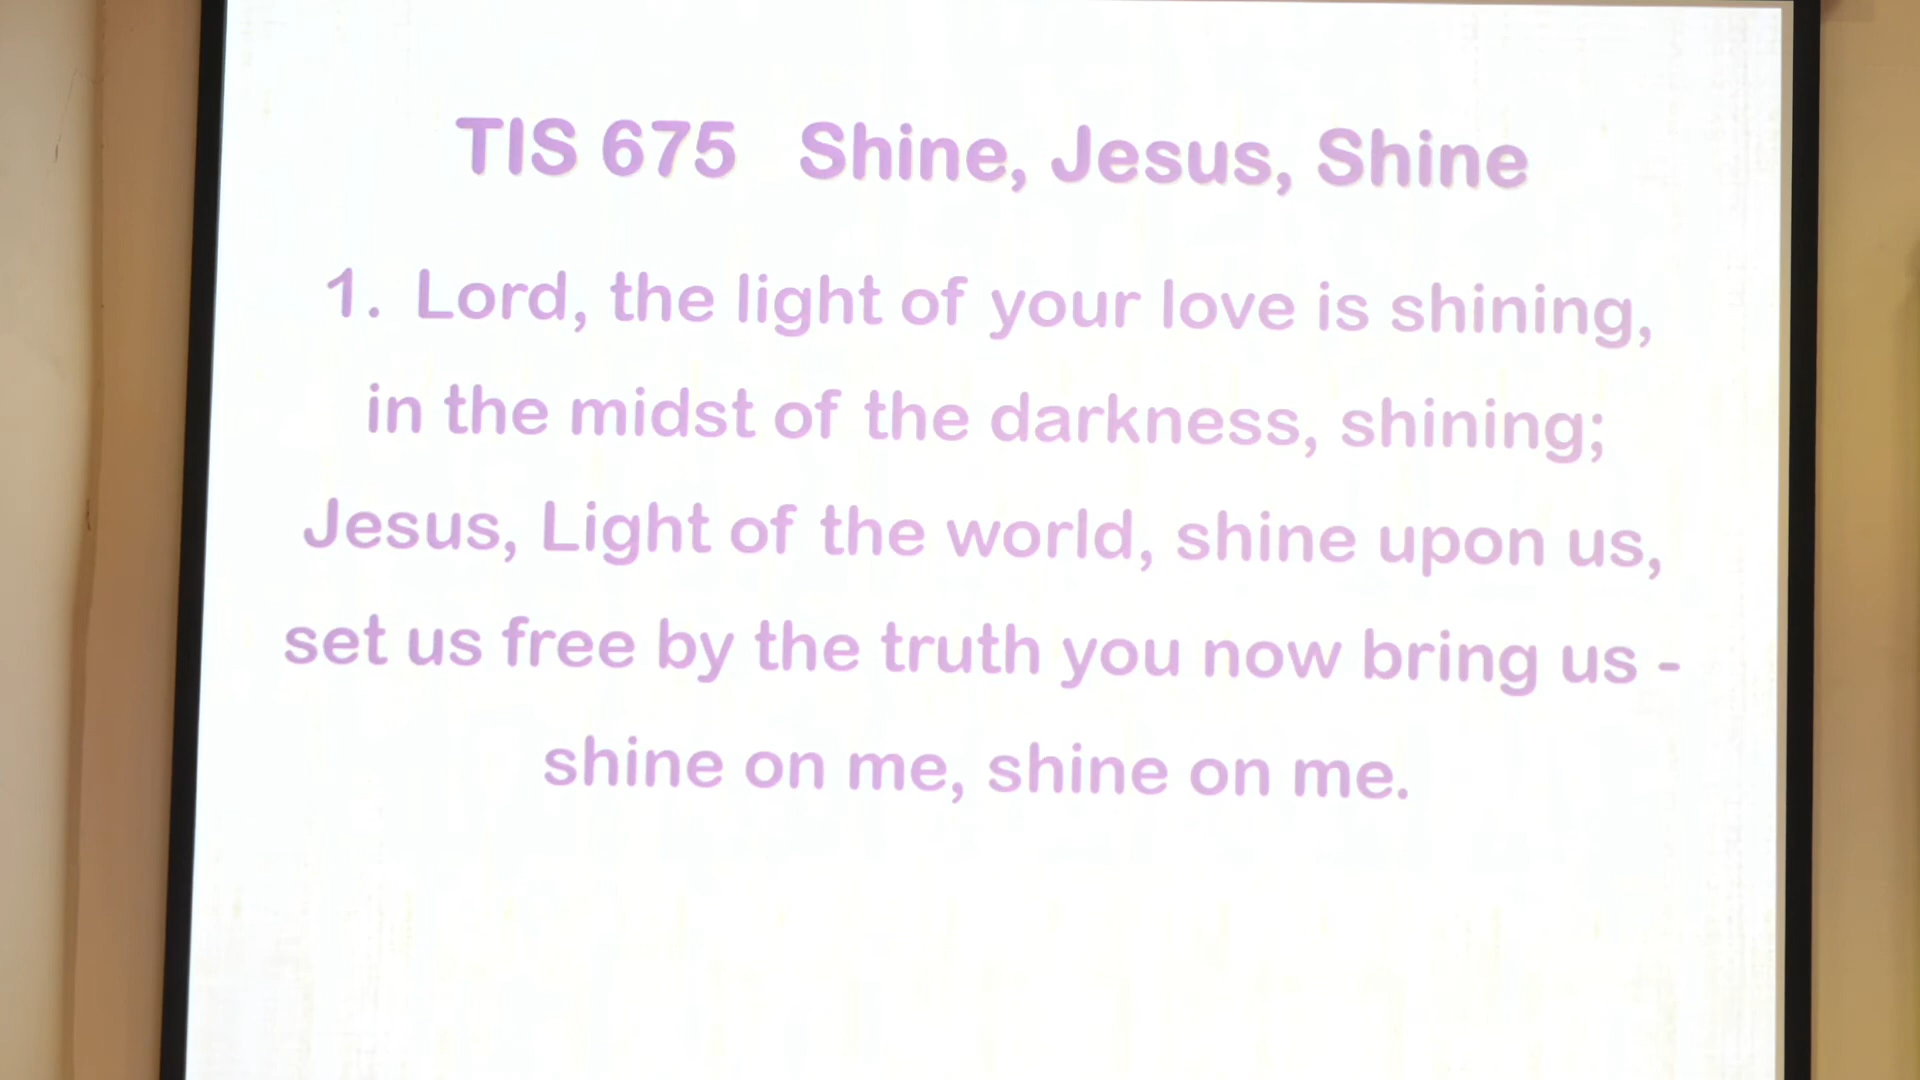 TIS 675 Shine, Jesus, Shine
1. Lord, the light of your love is shining,
in the midst of the darkness, shining;
Jesus, Light of the world, shine upon us,
set us free by the truth you now bring us -
shine on me, shine on me.